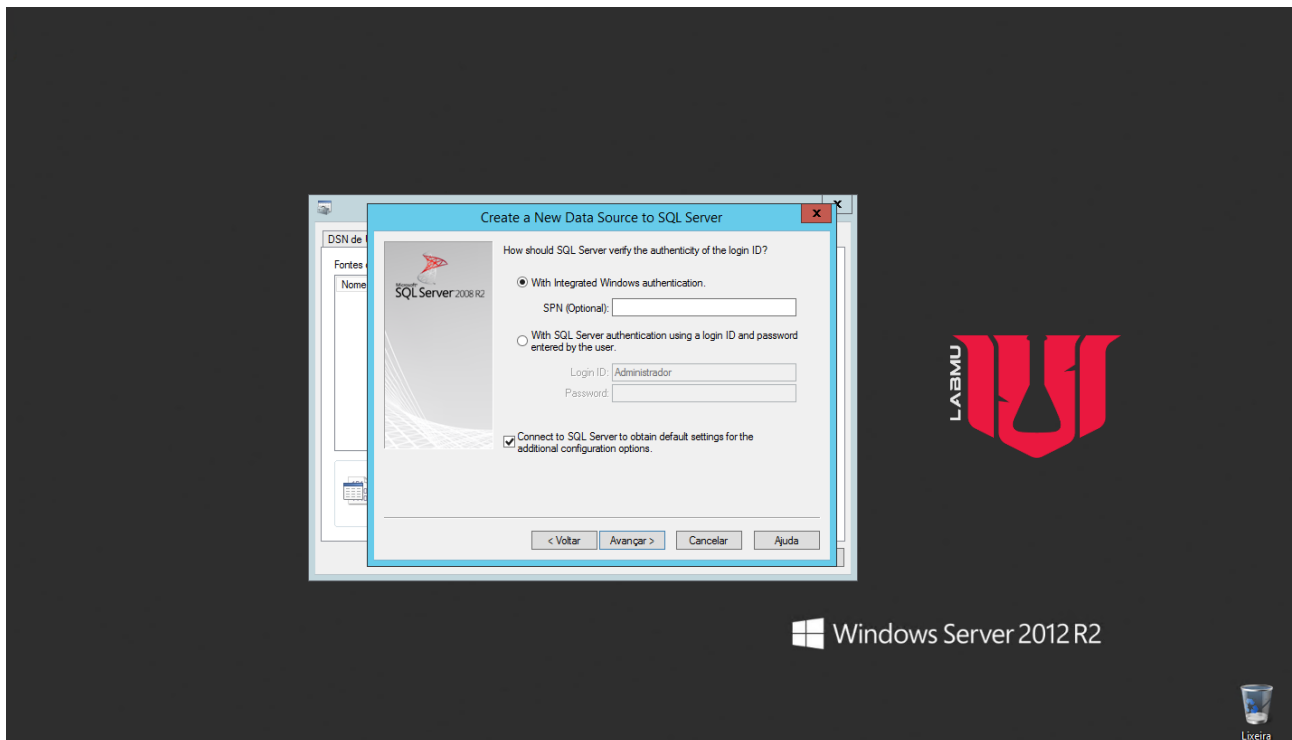 Create a New Data Source to SQL Server
x
x
DSN de
Fontes
Nome
Microsoft
SQL Server 2008 R2
How should SQL Server verify the authenticity of the login ID?
With Integrated Windows authentication.
SPN (Optional):
With SQL Server authentication using a login ID and password
entered by the user.
Login ID: Administrador
Password:
Connect to SQL Server to obtain default settings for the
additional configuration options.
< Voltar
Avançar >
Cancelar
Ajuda
LABMU
Windows Server 2012 R2
Lixeira